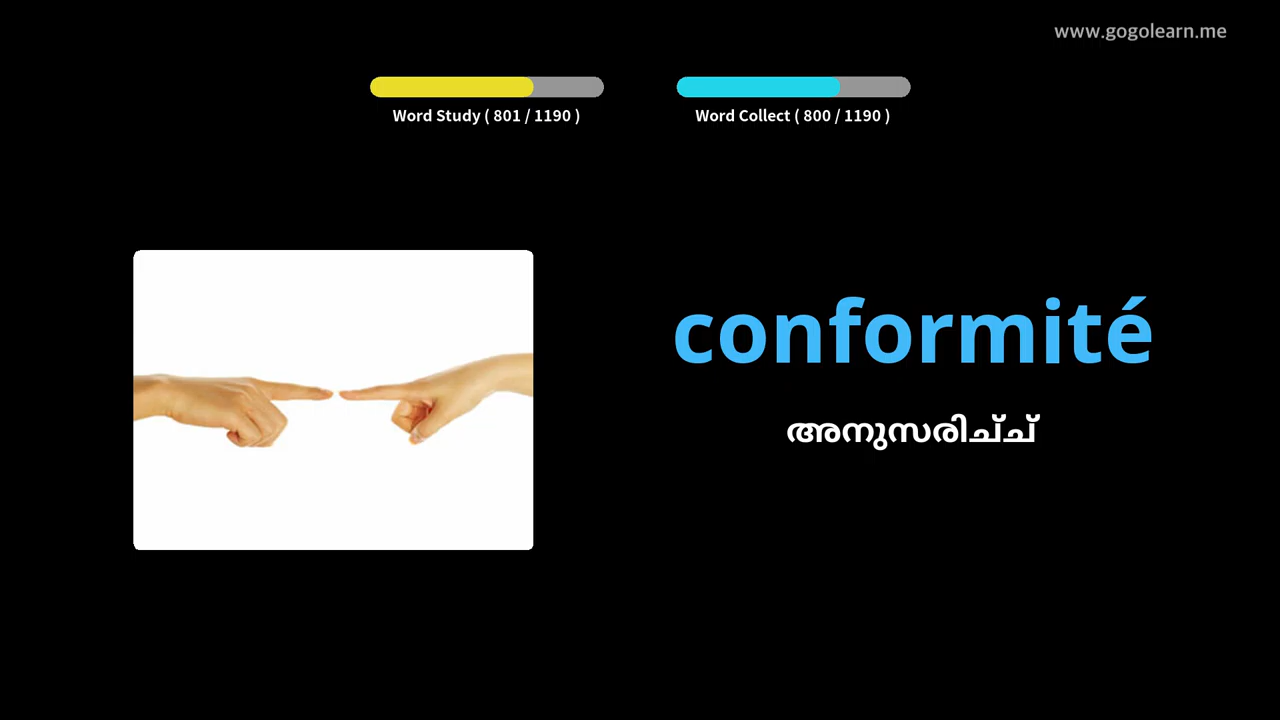 www.gogolearn.me
Word Study ( 801 / 1190 )
Word Collect ( 800 / 1190 )
conformité
അനുസരിച്ച്